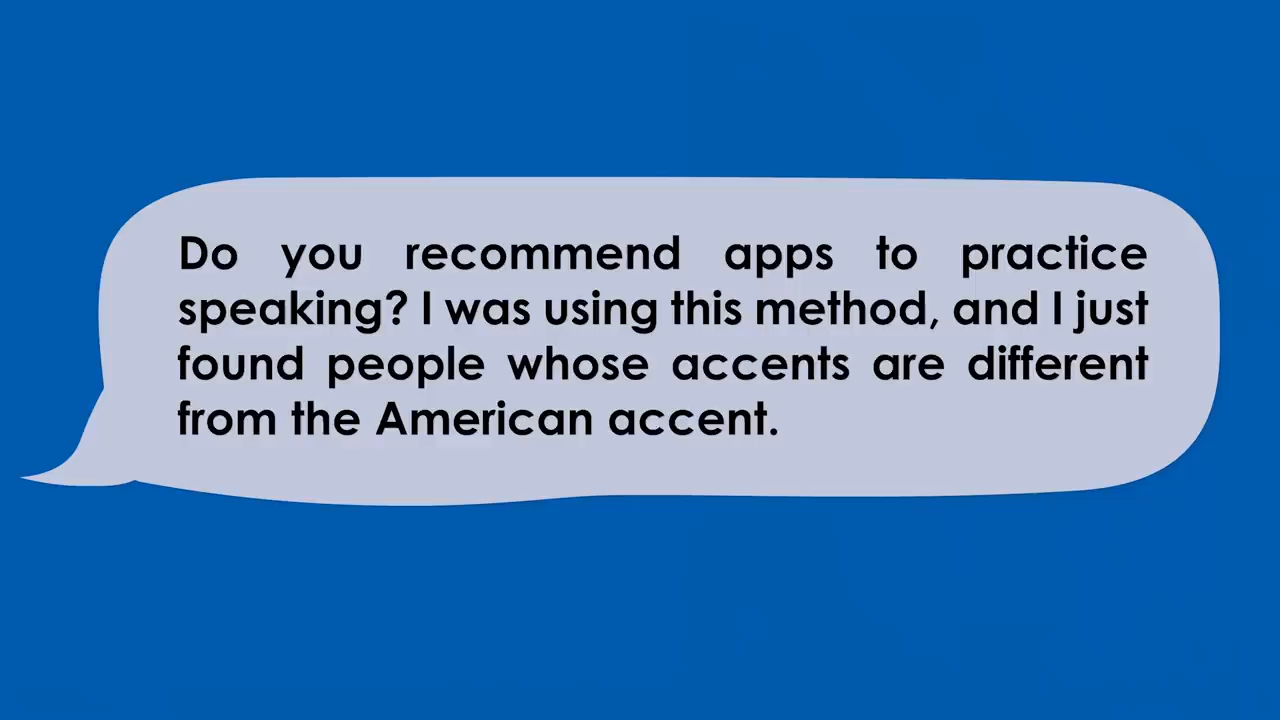 Do you recommend apps to practice
speaking? I was using this method, and I just
found people whose accents are different
from the American accent.